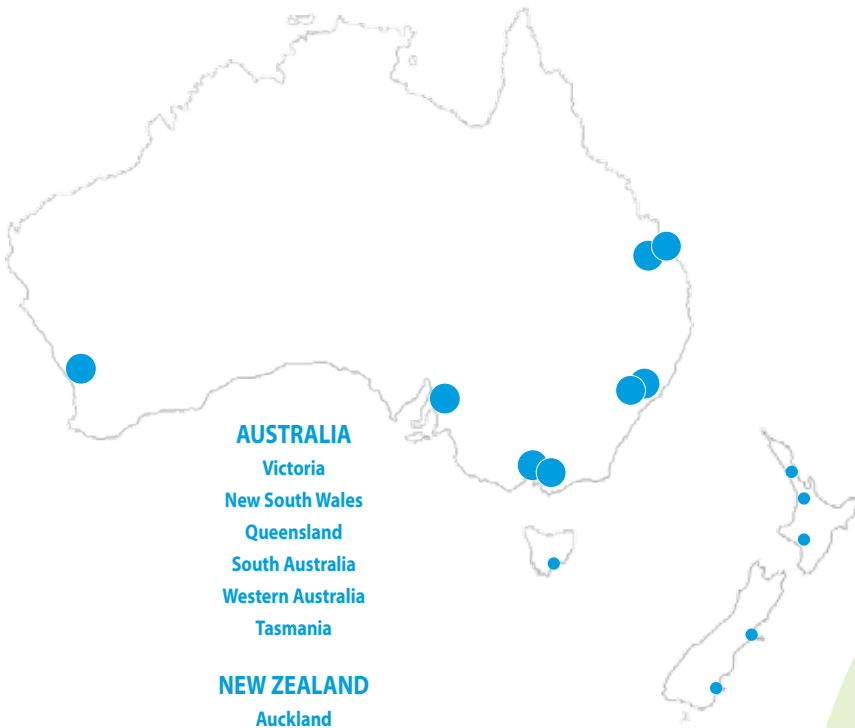 AUSTRALIA
Victoria
New South Wales
Queensland
South Australia
Western Australia
Tasmania
NEW ZEALAND
Auckland